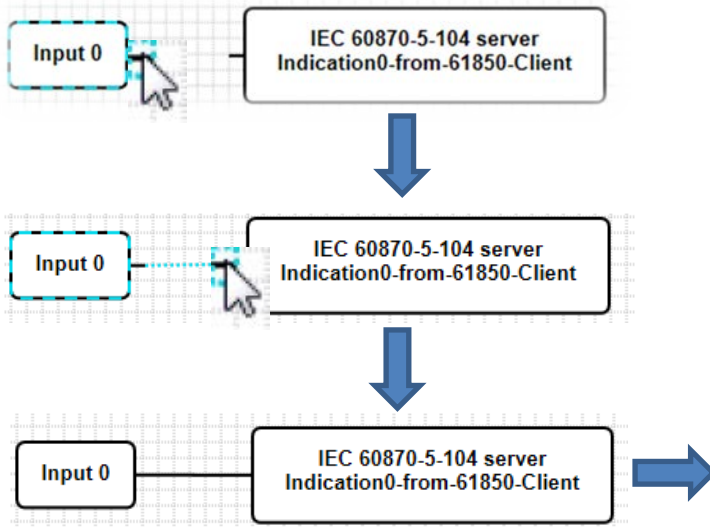 Input 0
IEC 60870-5-104 server
Indication0-from-61850-Client
Input 0
IEC 60870-5-104 server
Indication0-from-61850-Client
Input 0
IEC 60870-5-104 server
Indication0-from-61850-Client